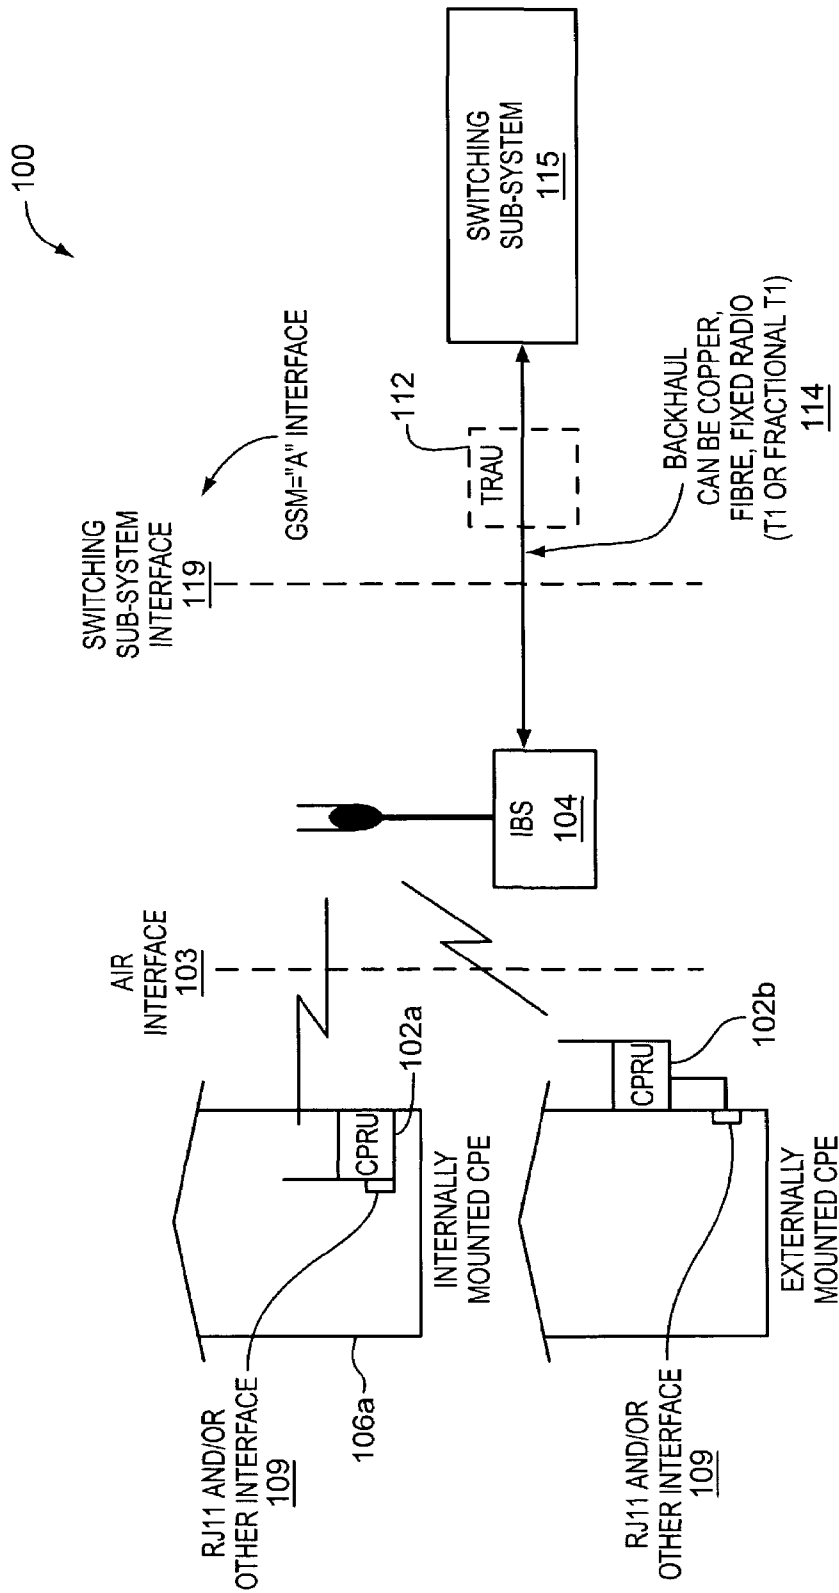 100
SWITCHING
SUB-SYSTEM
INTERFACE
119
GSM="A" INTERFACE
AIR
INTERFACE
103
112
TRAU
SWITCHING
SUB-SYSTEM
115
IBS
104
BACKHAUL
CAN BE COPPER,
FIBRE, FIXED RADIO
(T1 OR FRACTIONAL T1)
114
RJ11 AND/OR
OTHER INTERFACE
109
106a
CPRU
102a
INTERNALLY
MOUNTED CPE
CPRU
102b
RJ11 AND/OR
OTHER INTERFACE
109
EXTERNALLY
MOUNTED CPE